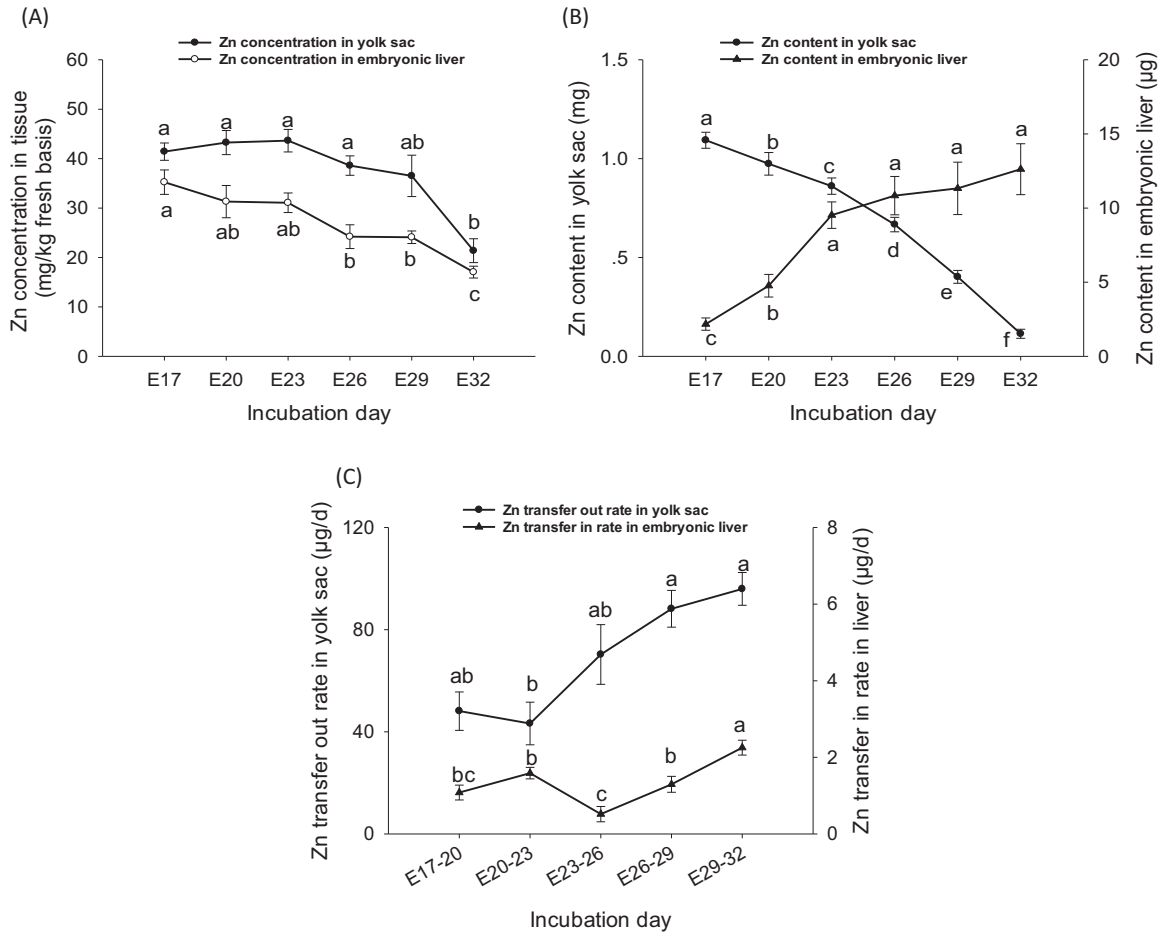 (A)
Zn concentration in yolk sac
Zn concentration in embryonic liver
Zn concentration in tissue
(mg/kg fresh basis)
60
50
40
30
20
10
0
a
a
a
a
ab
b
a
ab
ab
b
b
c
E17 E20 E23 E26 E29 E32
Incubation day
(B)
Zn content in yolk sac
Zn content in embryonic liver
Zn content in yolk sac (mg)
1.5
1.0
.5
0.0
Zn content in embryonic liver (µg)
20
15
10
5
0
a
b
c
d
e
f
c
b
a
a
a
a
E17 E20 E23 E26 E29 E32
Incubation day
(C)
Zn transfer out rate in yolk sac
Zn transfer in rate in embryonic liver
Zn transfer out rate in yolk sac (µg/d)
120
80
40
0
Zn transfer in rate in liver (µg/d)
8
6
4
2
0
ab
b
ab
a
a
bc
b
c
b
a
E17-20 E20-23 E23-26 E26-29 E29-32
Incubation day